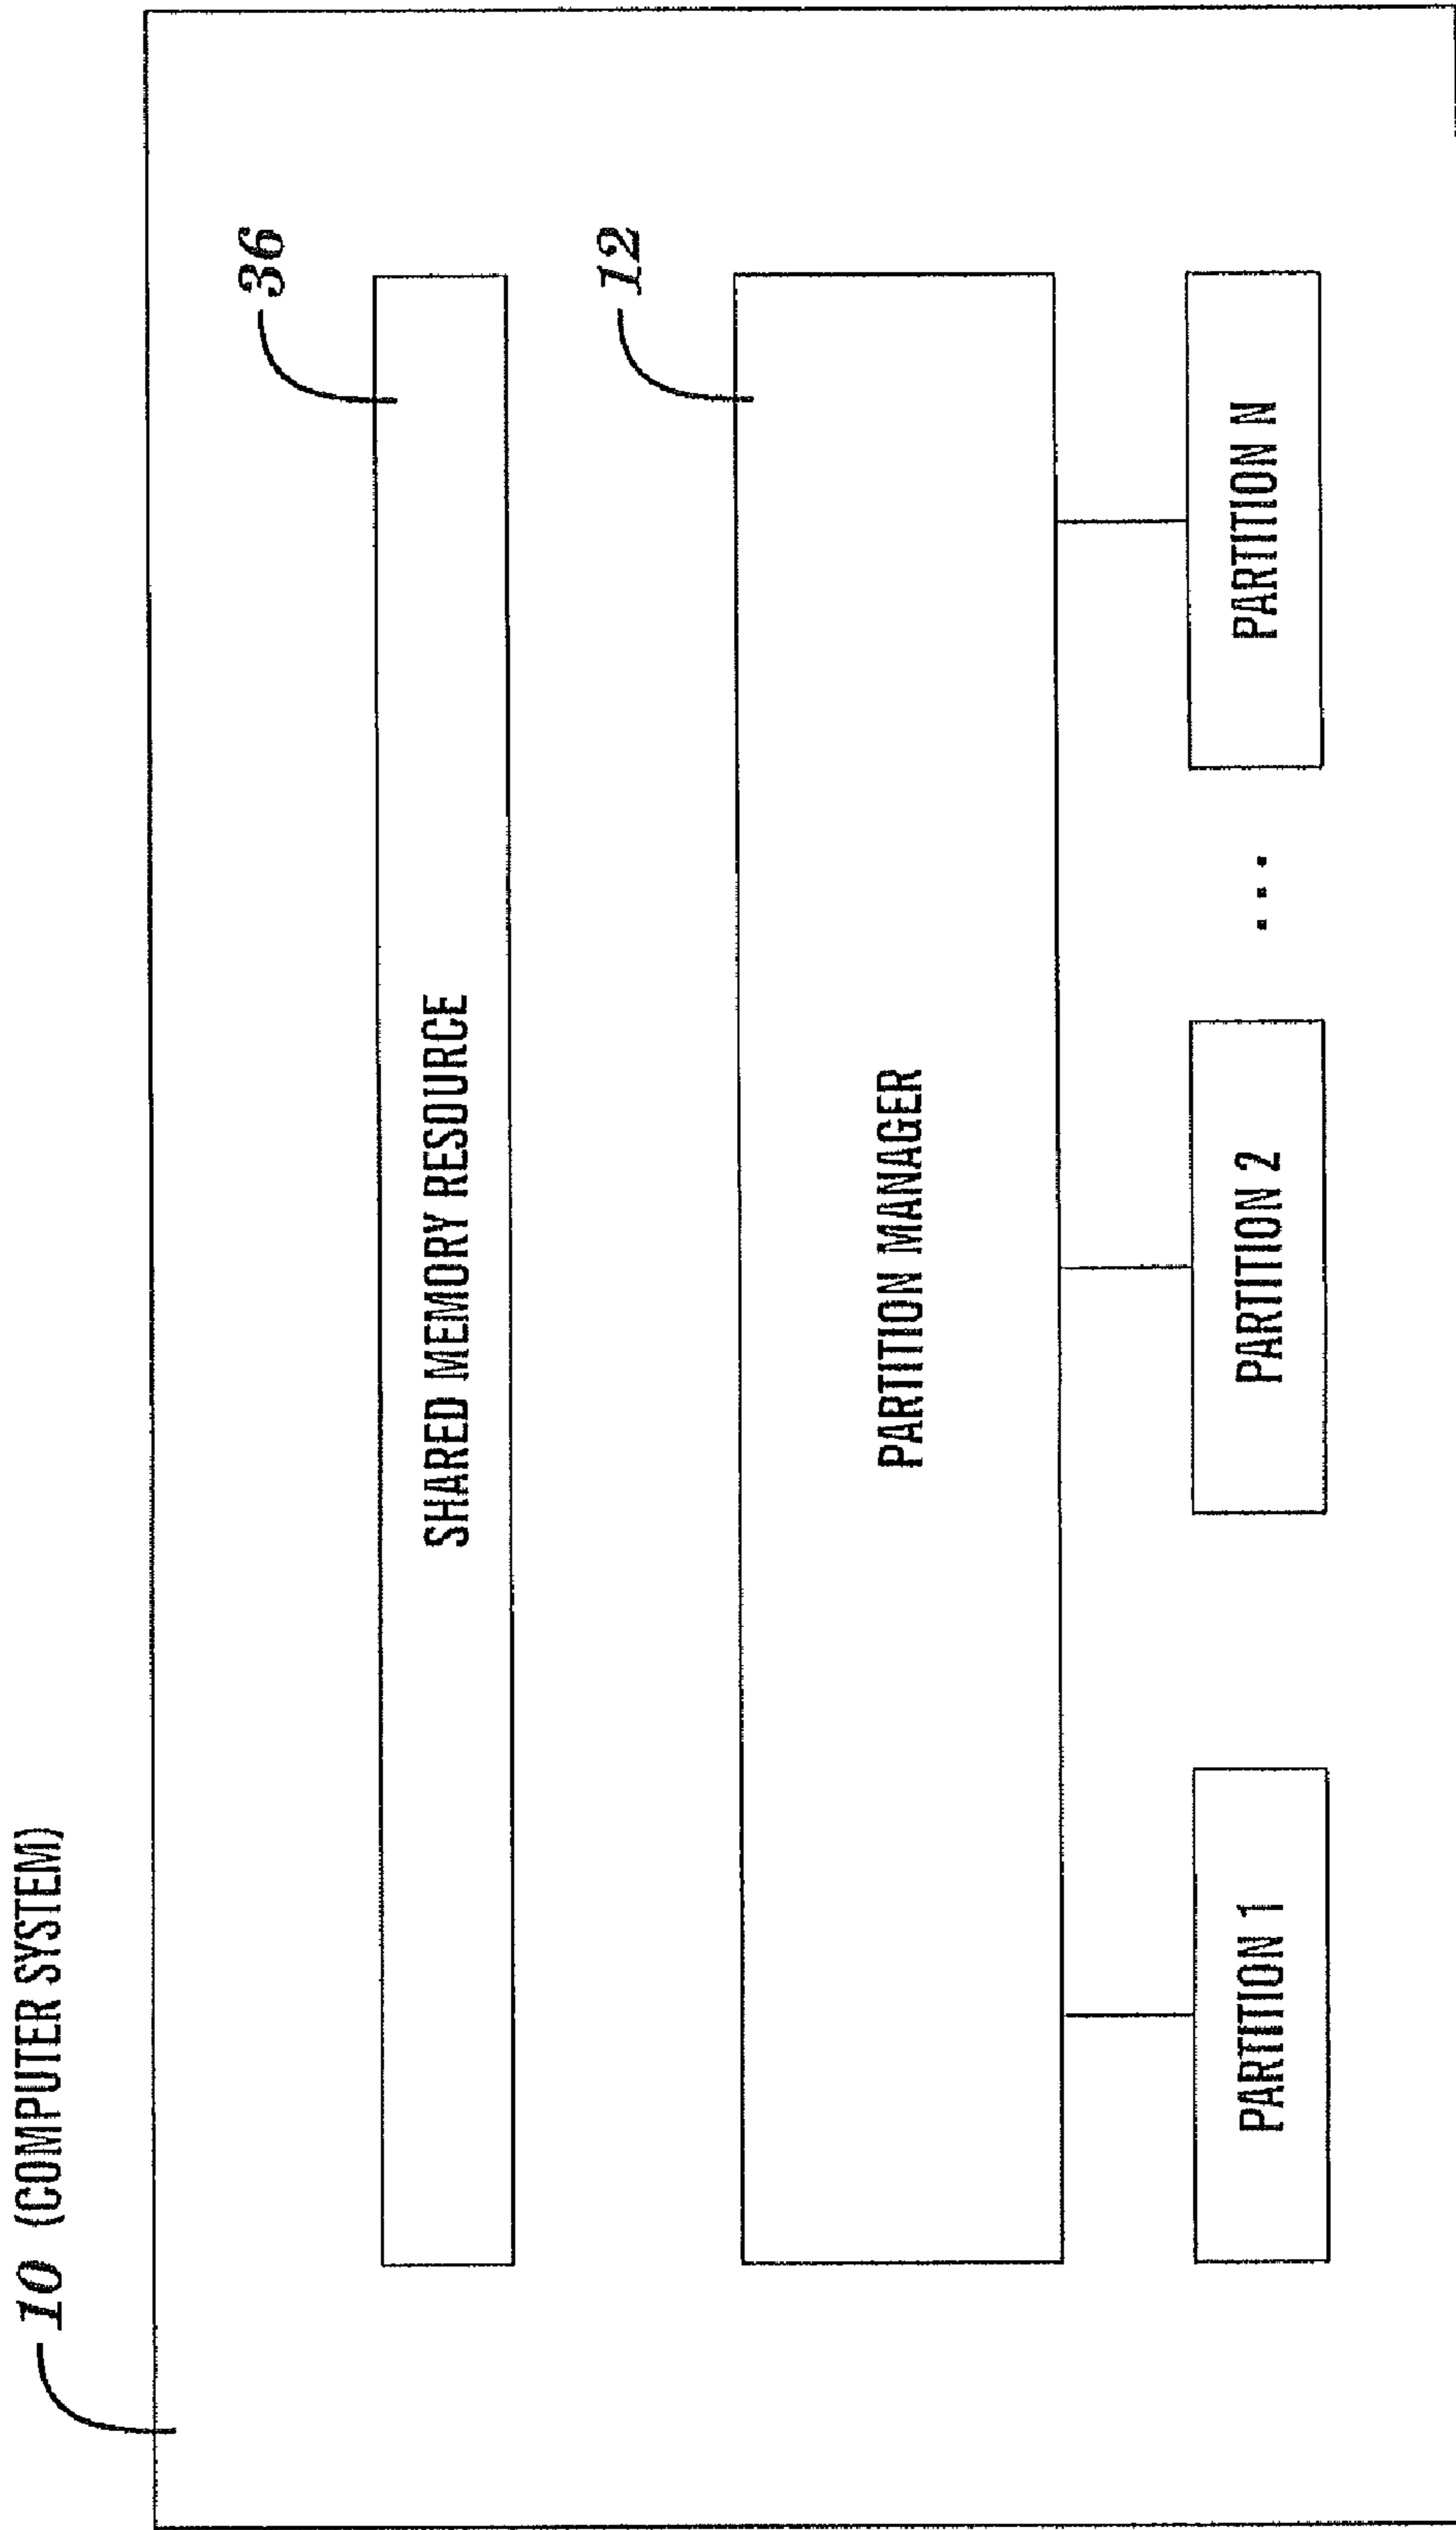 10 (COMPUTER SYSTEM)
36
SHARED MEMORY RESOURCE
12
PARTITION MANAGER
PARTITION 1
PARTITION 2
...
PARTITION N